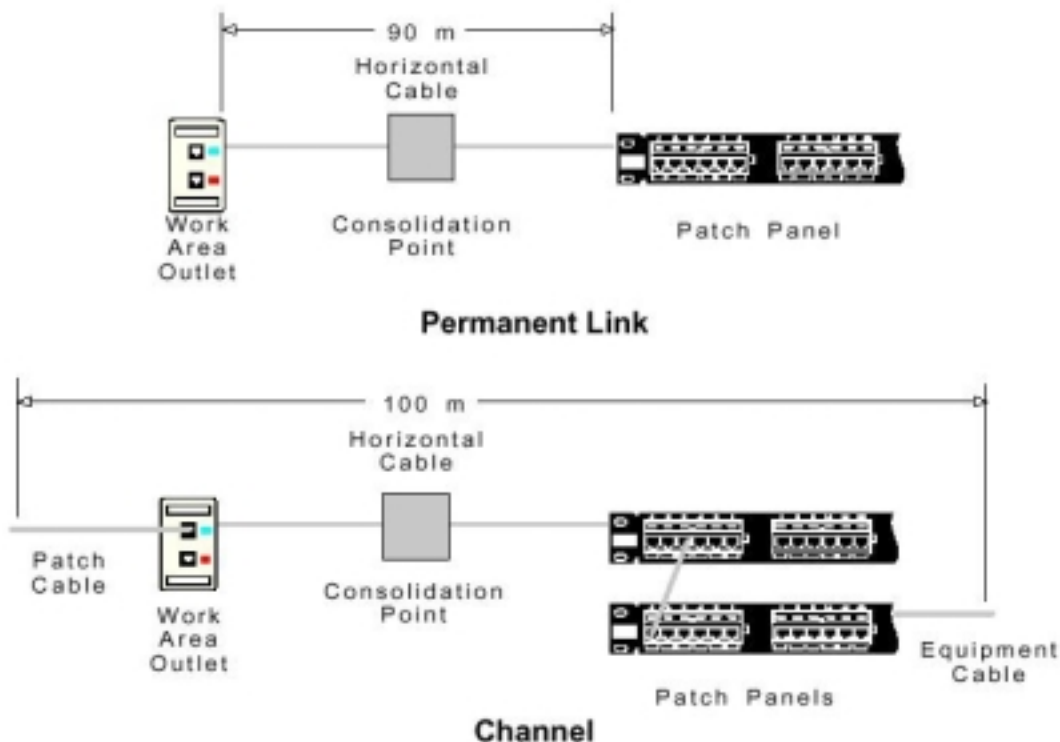 90 m
Horizontal
Cable
Work
Area
Outlet
Consolidation
Point
Patch Panel
Permanent Link
100 m
Horizontal
Cable
Patch
Cable
Work
Area
Outlet
Consolidation
Point
Patch Panels
Equipment
Cable
Channel